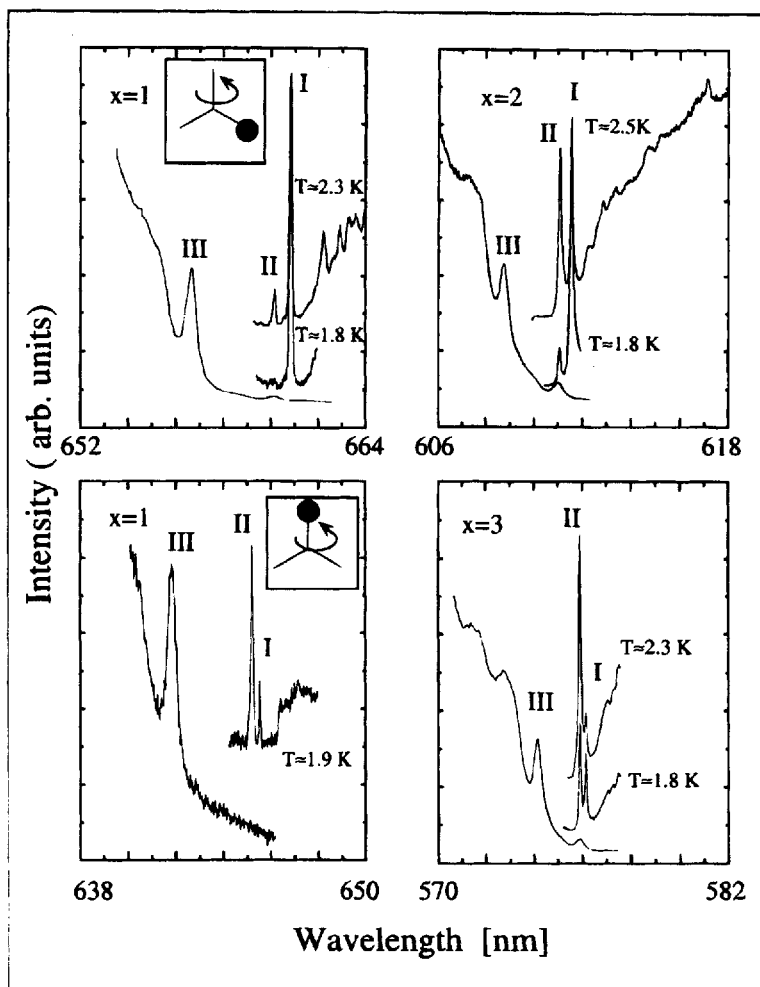 x=1
I
T≈2.3 K
III
II
T≈1.8 K
652
664
x=2
I
II
T≈2.5K
III
T≈1.8 K
606
618
x=1
III
II
I
T≈1.9 K
638
650
x=3
II
I
T≈2.3 K
III
T≈1.8 K
570
582
Intensity ( arb. units)
Wavelength [nm]